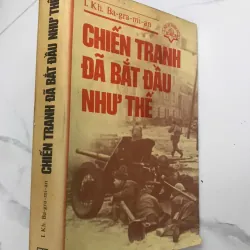 I. Kh. Ba-gra-mi-an
CHIẾN TRANH
ĐÃ BẮT ĐẦU
NHƯ THẾ
I. Kh. Ba-gra-mi-an
CHIẾN TRANH ĐÃ BẮT ĐẦU NHƯ THẾ